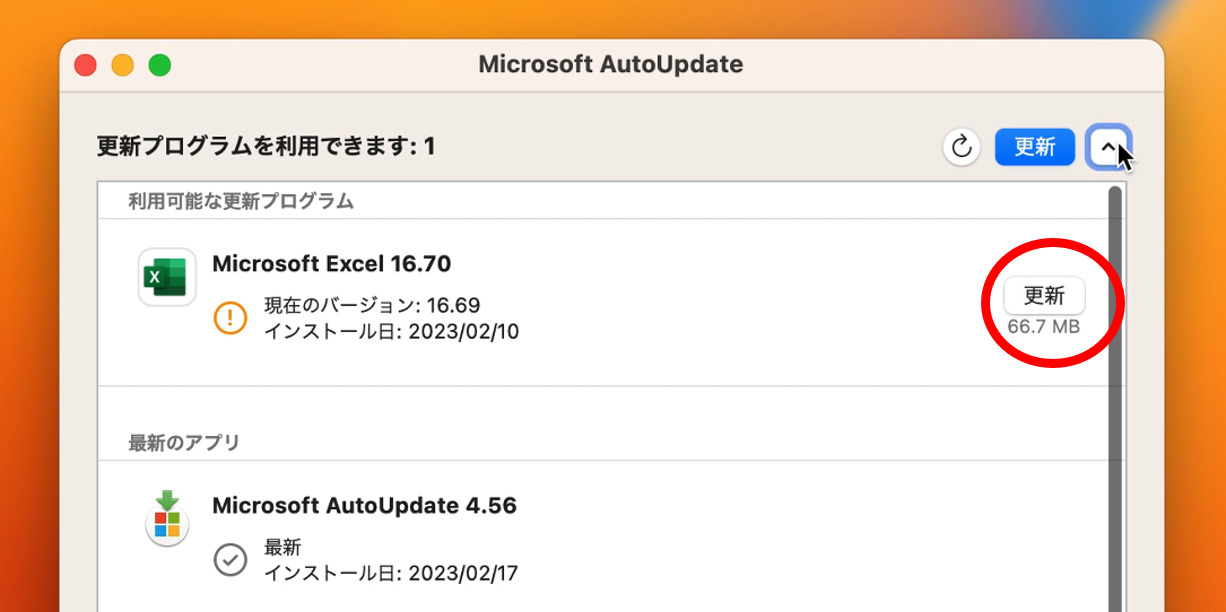 Microsoft AutoUpdate
更新プログラムを利用できます: 1
更新
利用可能な更新プログラム
Microsoft Excel 16.70
現在のバージョン: 16.69
インストール日: 2023/02/10
更新
66.7 MB
最新のアプリ
Microsoft AutoUpdate 4.56
最新
インストール日: 2023/02/17